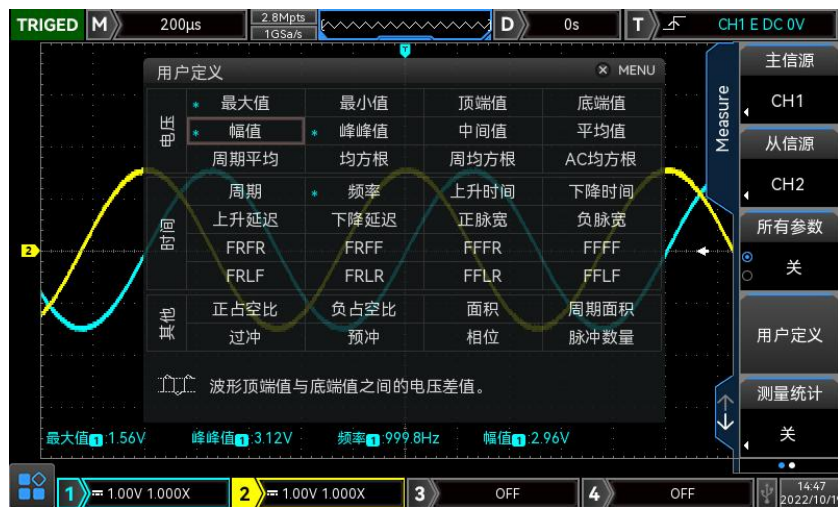 TRIGED M 200µs 2.8Mpts 1GSa/s D 0s T CH1 E DC 0V
T
用户定义 × MENU
电压
* 最大值 最小值 顶端值 底端值
* 幅值 * 峰峰值 中间值 平均值
周期平均 均方根 周均方根 AC均方根
时间
周期 * 频率 上升时间 下降时间
上升延迟 下降延迟 正脉宽 负脉宽
FRFR FRFF FFFR FFFF
FRLF FRLR FFLR FFLF
其他
正占空比 负占空比 面积 周期面积
过冲 预冲 相位 脉冲数量
波形顶端值与底端值之间的电压差值。
2
Measure
主信源
CH1
从信源
CH2
所有参数
关
用户定义
测量统计
关
最大值1:1.56V 峰峰值1:3.12V 频率1:999.8Hz 幅值1:2.96V
1 1.00V 1.000X 2 1.00V 1.000X 3 OFF 4 OFF
14:47
2022/10/19